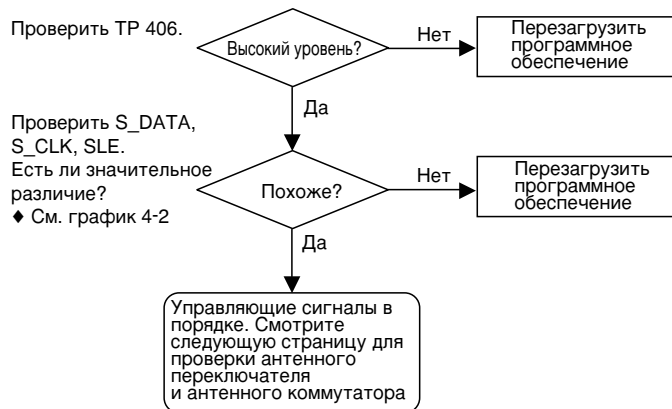 Проверить TP 406.
Высокий уровень?
Нет
Перезагрузить
программное
обеспечение
Да
Проверить S_DATA,
S_CLK, SLE.
Есть ли значительное
различие?
♦ См. график 4-2
Похоже?
Нет
Перезагрузить
программное
обеспечение
Да
Управляющие сигналы в
порядке. Смотрите
следующую страницу для
проверки антенного
переключателя
и антенного коммутатора